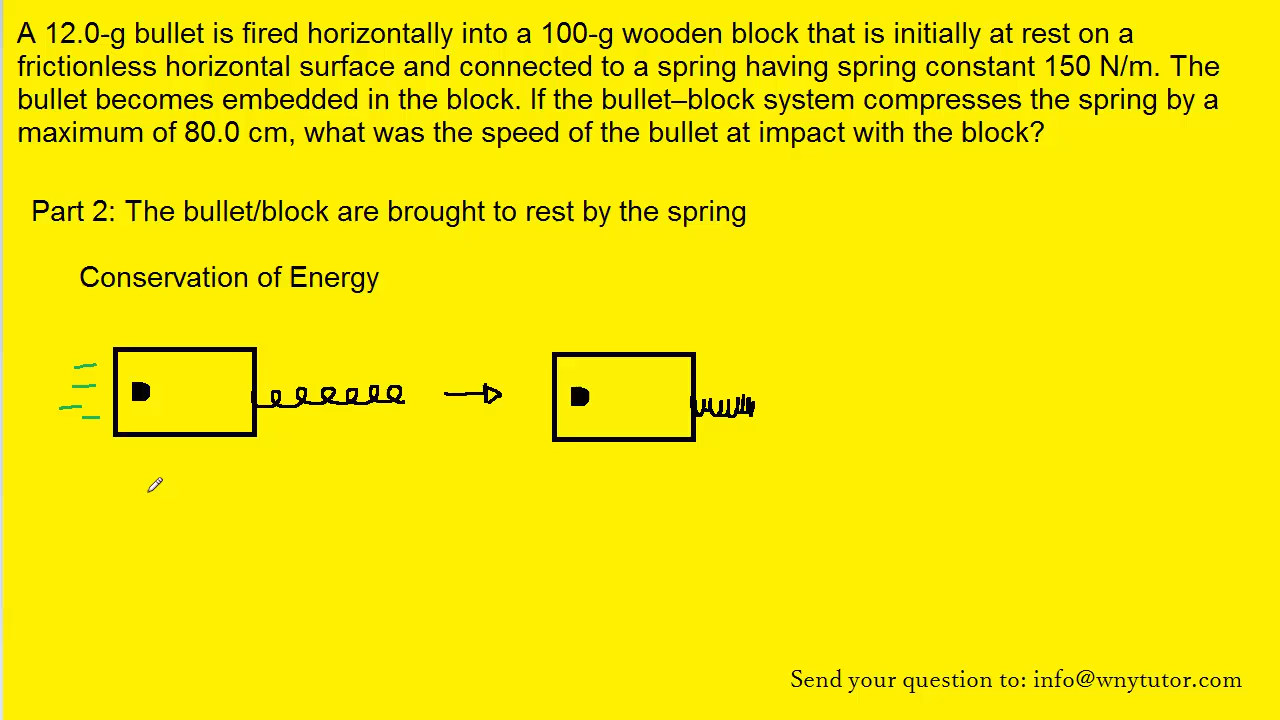 A 12.0-g bullet is fired horizontally into a 100-g wooden block that is initially at rest on a
frictionless horizontal surface and connected to a spring having spring constant 150 N/m. The
bullet becomes embedded in the block. If the bullet–block system compresses the spring by a
maximum of 80.0 cm, what was the speed of the bullet at impact with the block?
Part 2: The bullet/block are brought to rest by the spring
Conservation of Energy
Send your question to: info@wnytutor.com